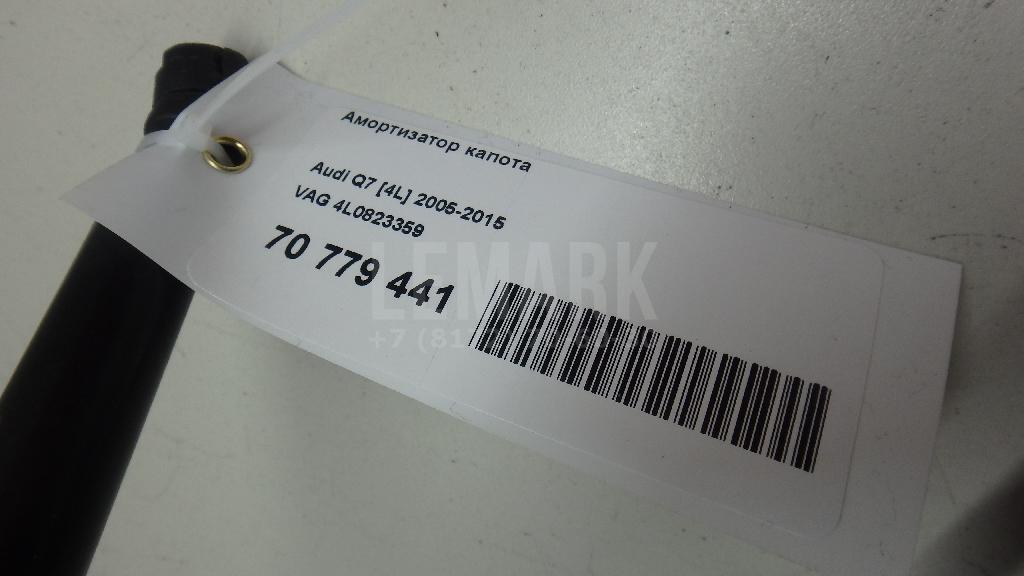 Амортизатор капота
Audi Q7 [4L] 2005-2015
VAG 4L0823359
70 779 441
LEMARK